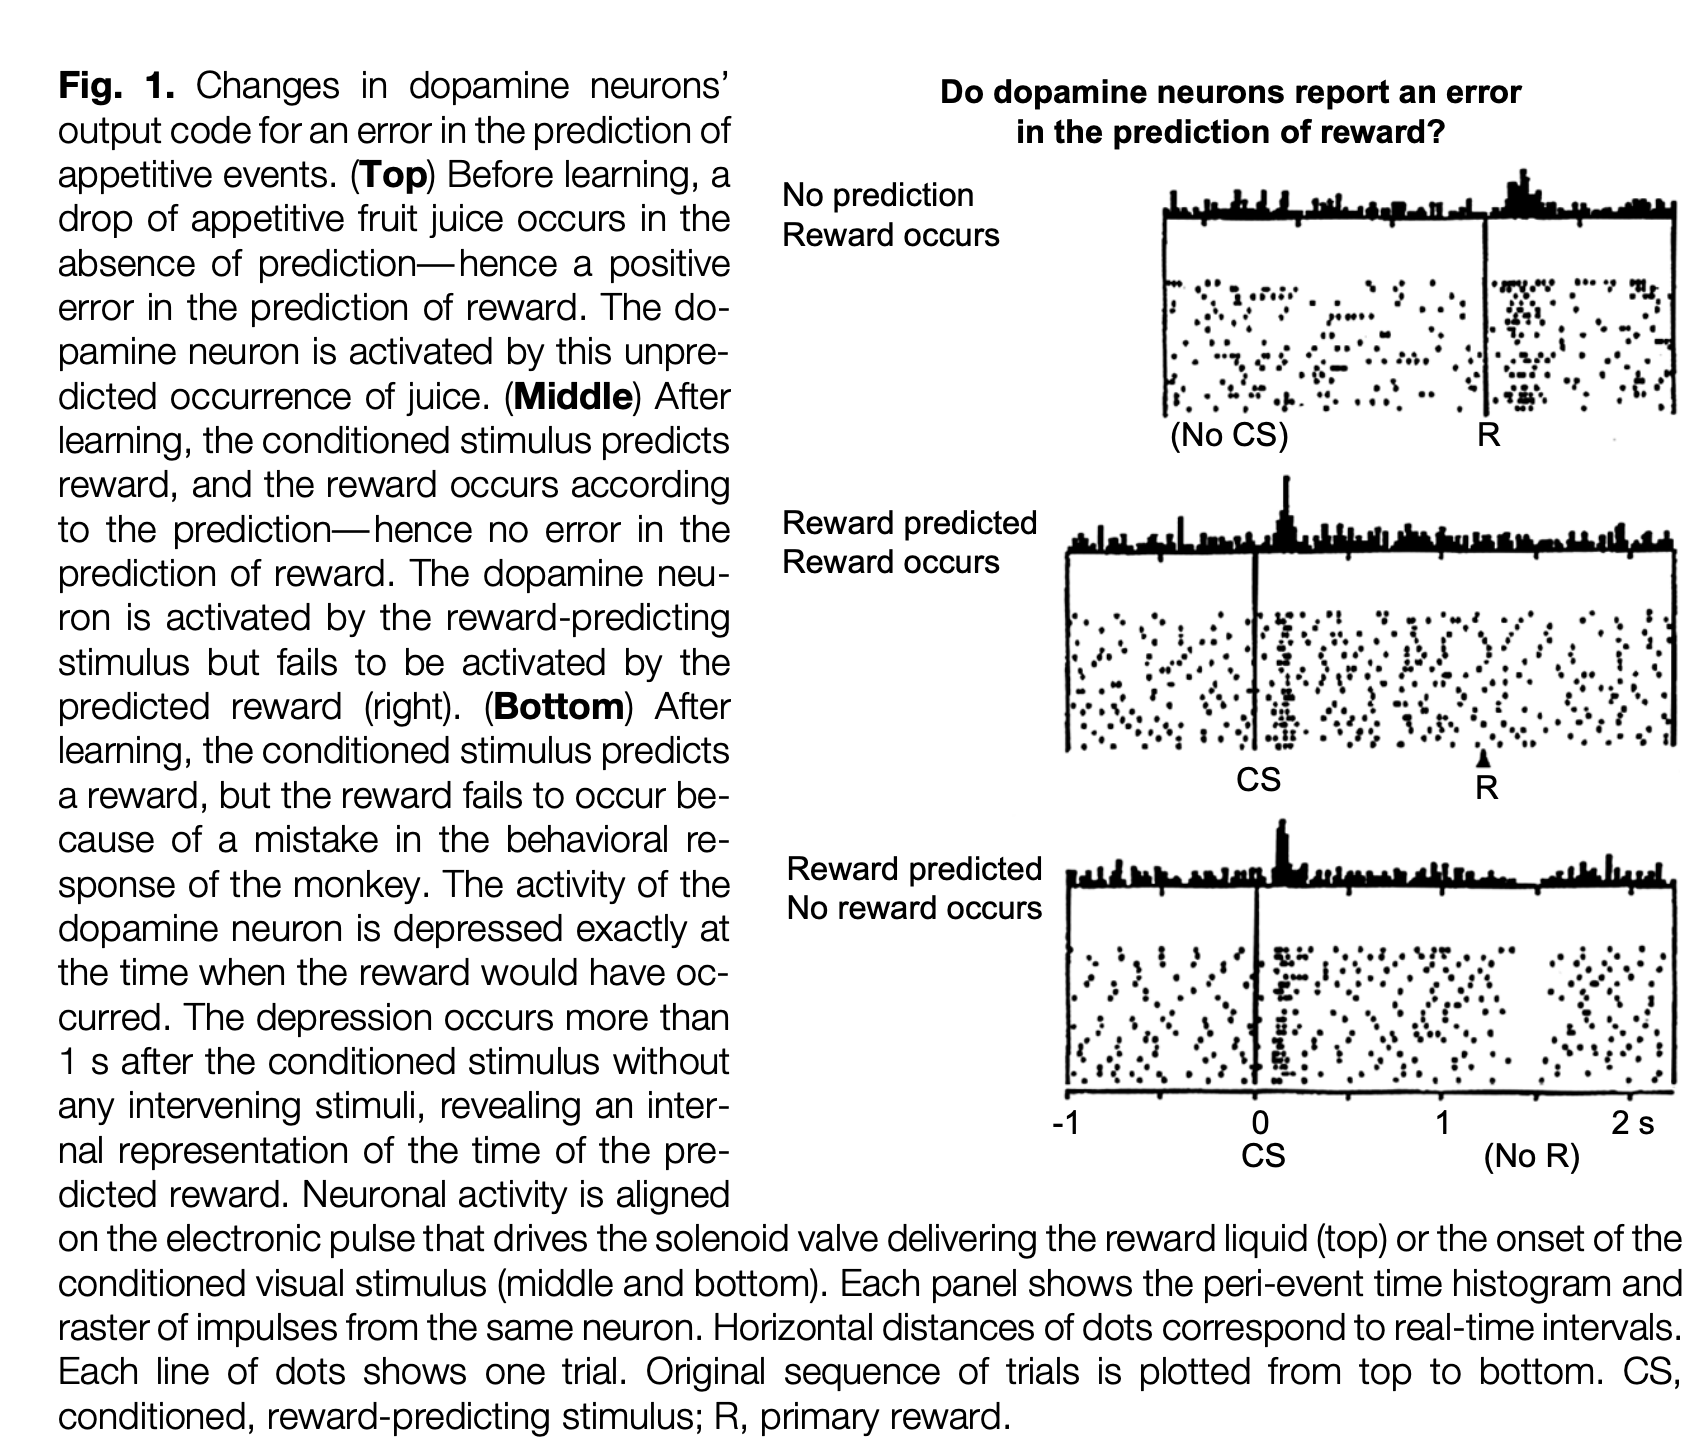 Fig. 1. Changes in dopamine neurons'
output code for an error in the prediction of
appetitive events. (Top) Before learning, a
drop of appetitive fruit juice occurs in the
absence of prediction—hence a positive
error in the prediction of reward. The do-
pamine neuron is activated by this unpre-
dicted occurrence of juice. (Middle) After
learning, the conditioned stimulus predicts
reward, and the reward occurs according
to the prediction—hence no error in the
prediction of reward. The dopamine neu-
ron is activated by the reward-predicting
stimulus but fails to be activated by the
predicted reward (right). (Bottom) After
learning, the conditioned stimulus predicts
a reward, but the reward fails to occur be-
cause of a mistake in the behavioral re-
sponse of the monkey. The activity of the
dopamine neuron is depressed exactly at
the time when the reward would have oc-
curred. The depression occurs more than
1 s after the conditioned stimulus without
any intervening stimuli, revealing an inter-
nal representation of the time of the pre-
dicted reward. Neuronal activity is aligned
on the electronic pulse that drives the solenoid valve delivering the reward liquid (top) or the onset of the
conditioned visual stimulus (middle and bottom). Each panel shows the peri-event time histogram and
raster of impulses from the same neuron. Horizontal distances of dots correspond to real-time intervals.
Each line of dots shows one trial. Original sequence of trials is plotted from top to bottom. CS,
conditioned, reward-predicting stimulus; R, primary reward.
Do dopamine neurons report an error
in the prediction of reward?
No prediction
Reward occurs
(No CS) R
Reward predicted
Reward occurs
CS
R
Reward predicted
No reward occurs
-1 0 1 2 s
CS (No R)